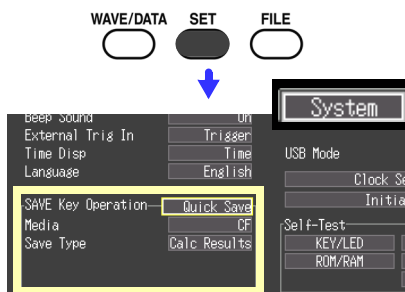 WAVE/DATA SET FILE
System
Beep Sound On
External Trig In Trigger
Time Disp Time
Language English
USB Mode
Clock Se
Initia
SAVE Key Operation Quick Save
Media CF
Save Type Calc Results
Self-Test
KEY/LED
ROM/RAM